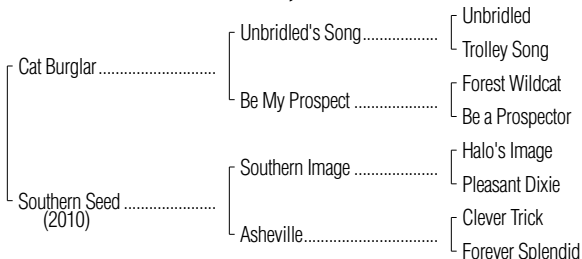 Unbridled
Unbridled's Song..................
Trolley Song
Cat Burglar............................
Forest Wildcat
Be My Prospect ....................
Be a Prospector
Halo's Image
Southern Image ....................
Pleasant Dixie
Southern Seed ......................
(2010)
Clever Trick
Asheville................................
Forever Splendid